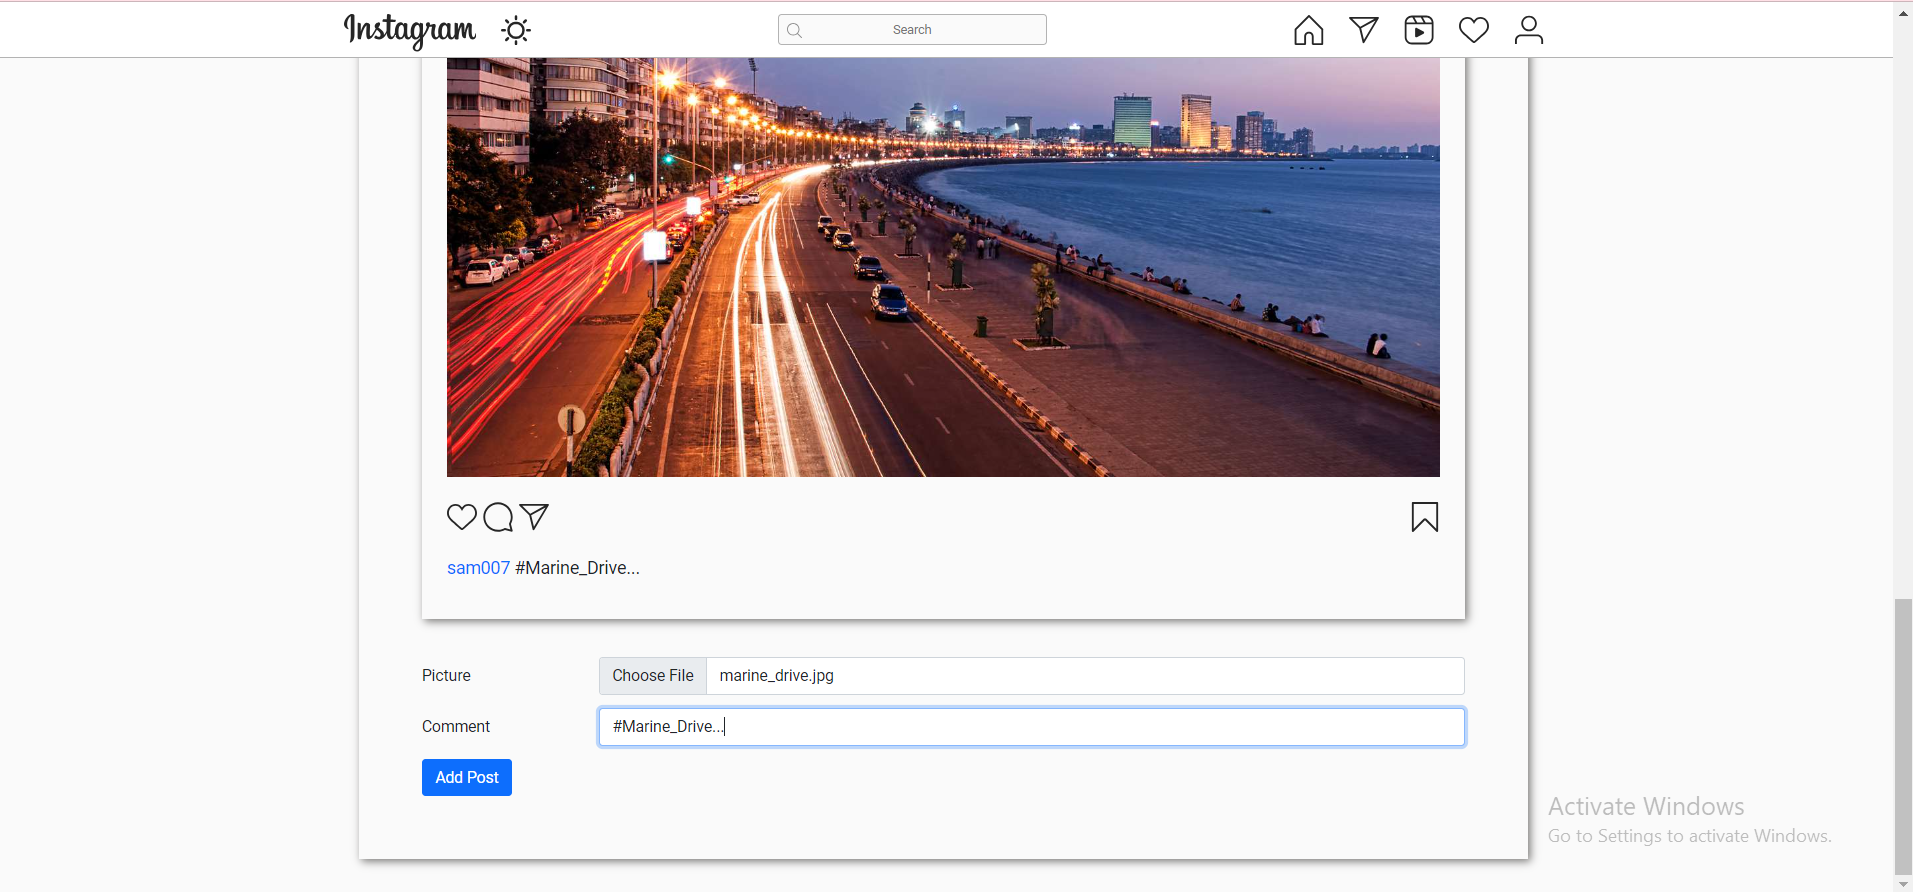 Instagram
Search
sam007 #Marine_Drive...
Picture
Choose File
marine_drive.jpg
Comment
#Marine_Drive...
Add Post
Activate Windows
Go to Settings to activate Windows.